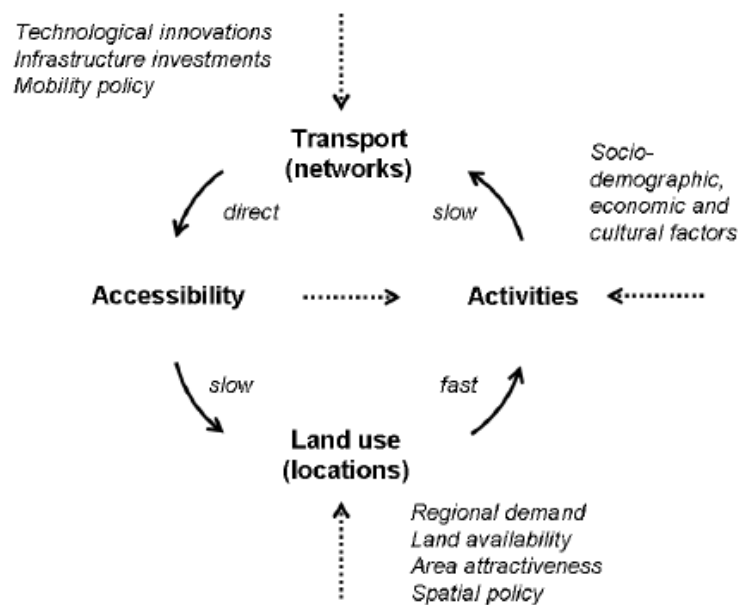 Technological innovations
Infrastructure investments
Mobility policy
Transport
(networks)
Socio-
demographic,
economic and
cultural factors
direct
slow
Accessibility
Activities
slow
fast
Land use
(locations)
Regional demand
Land availability
Area attractiveness
Spatial policy